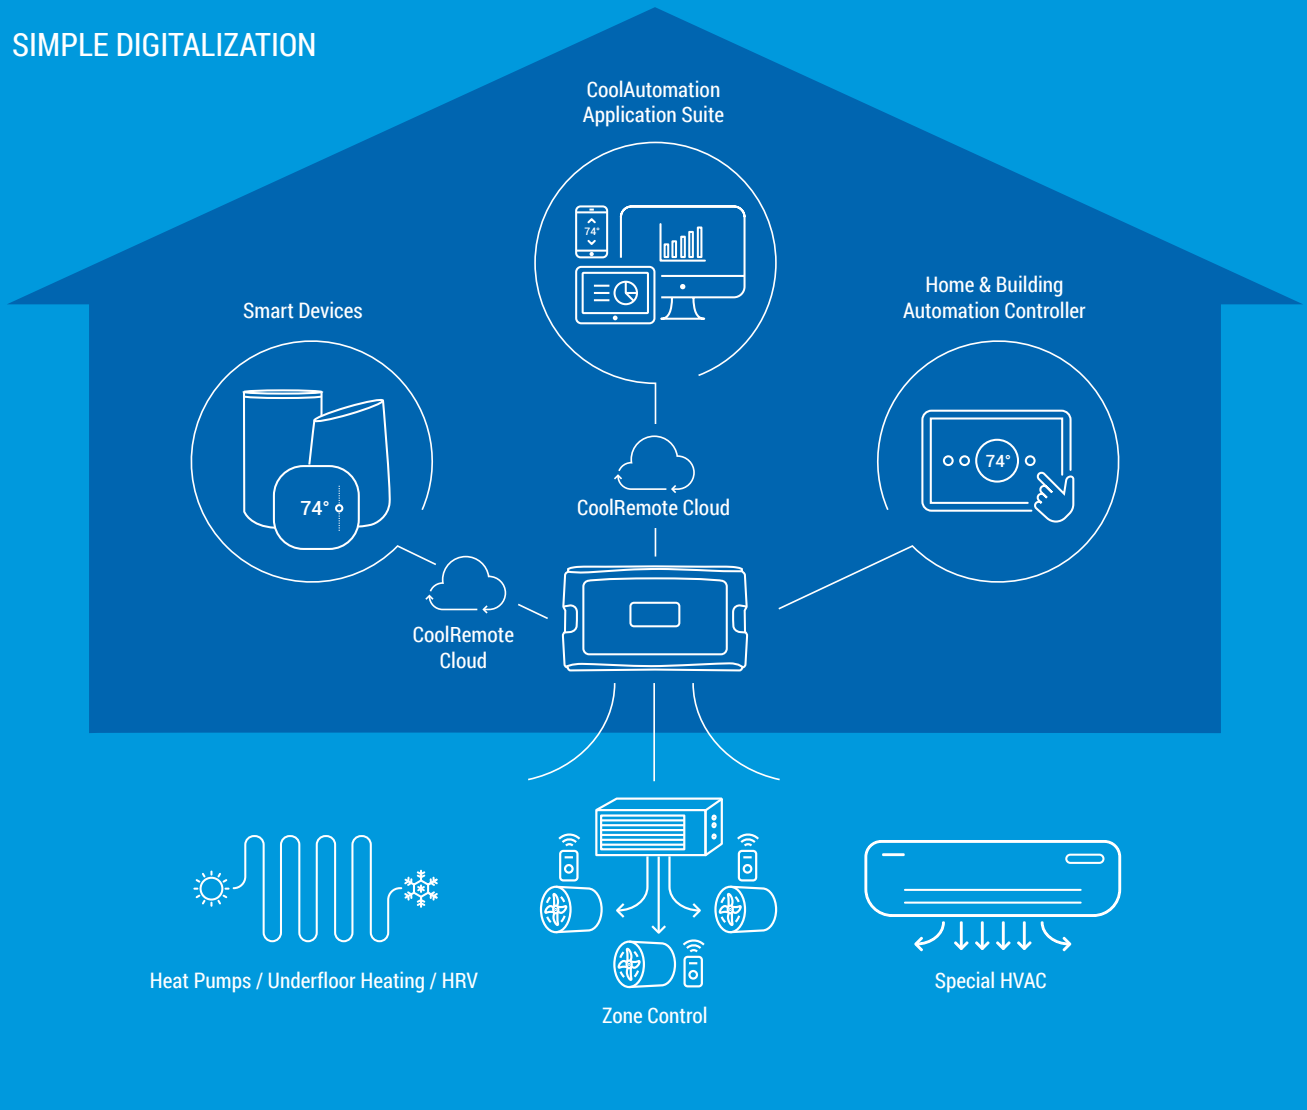 SIMPLE DIGITALIZATION
CoolAutomation
Application Suite
74°
Home & Building
Automation Controller
Smart Devices
74°
74°
CoolRemote Cloud
CoolRemote
Cloud
Heat Pumps / Underfloor Heating / HRV
Zone Control
Special HVAC